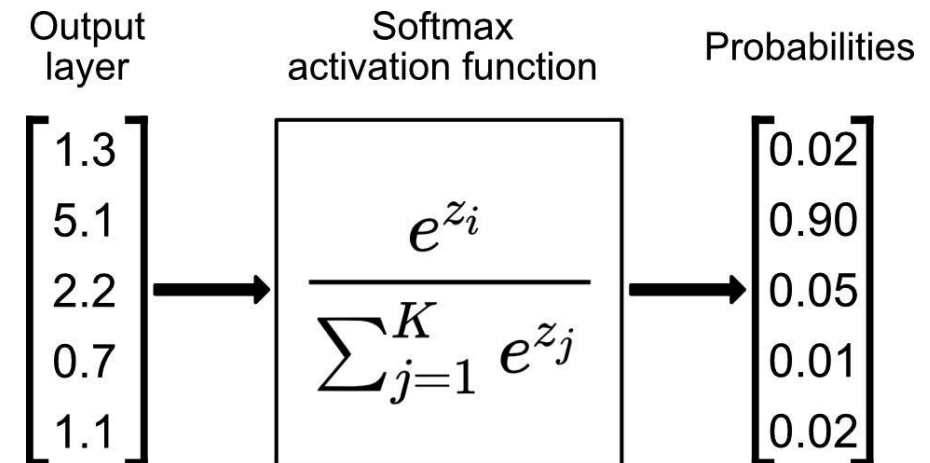 Output
layer
Softmax
activation function
Probabilities
1.3
5.1
2.2
0.7
1.1
e^{z_i}
∑_{j=1}^{K} e^{z_j}
0.02
0.90
0.05
0.01
0.02